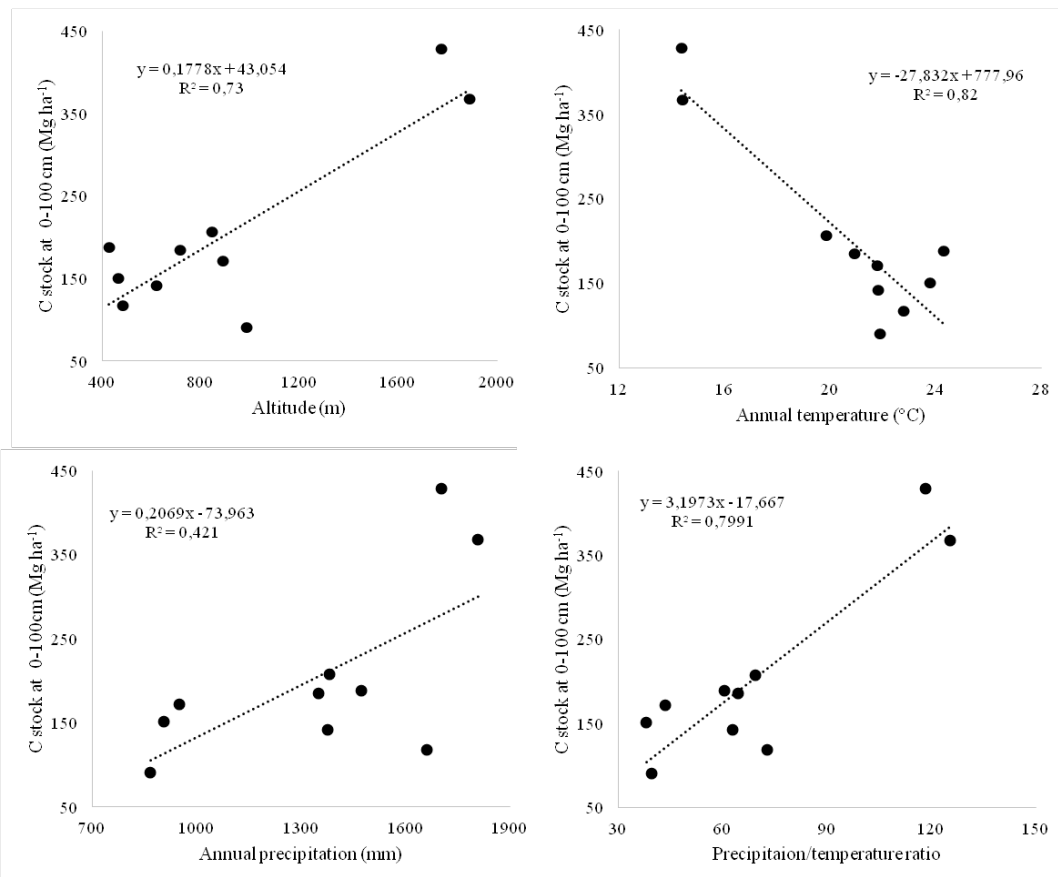 450
350
250
150
50
C stock at 0-100 cm (Mg ha⁻¹)
y = 0,1778x + 43,054
R² = 0,73
400 800 1200 1600 2000
Altitude (m)
450
350
250
150
50
C stock at 0-100 cm (Mg ha⁻¹)
y = -27,832x + 777,96
R² = 0,82
12 16 20 24 28
Annual temperature (°C)
450
350
250
150
50
C stock at 0-100cm (Mg ha⁻¹)
y = 0,2069x - 73,963
R² = 0,421
700 1000 1300 1600 1900
Annual precipitation (mm)
450
350
250
150
50
C stock at 0-100 cm (Mg ha⁻¹)
y = 3,1973x - 17,667
R² = 0,7991
30 60 90 120 150
Precipitaion/temperature ratio